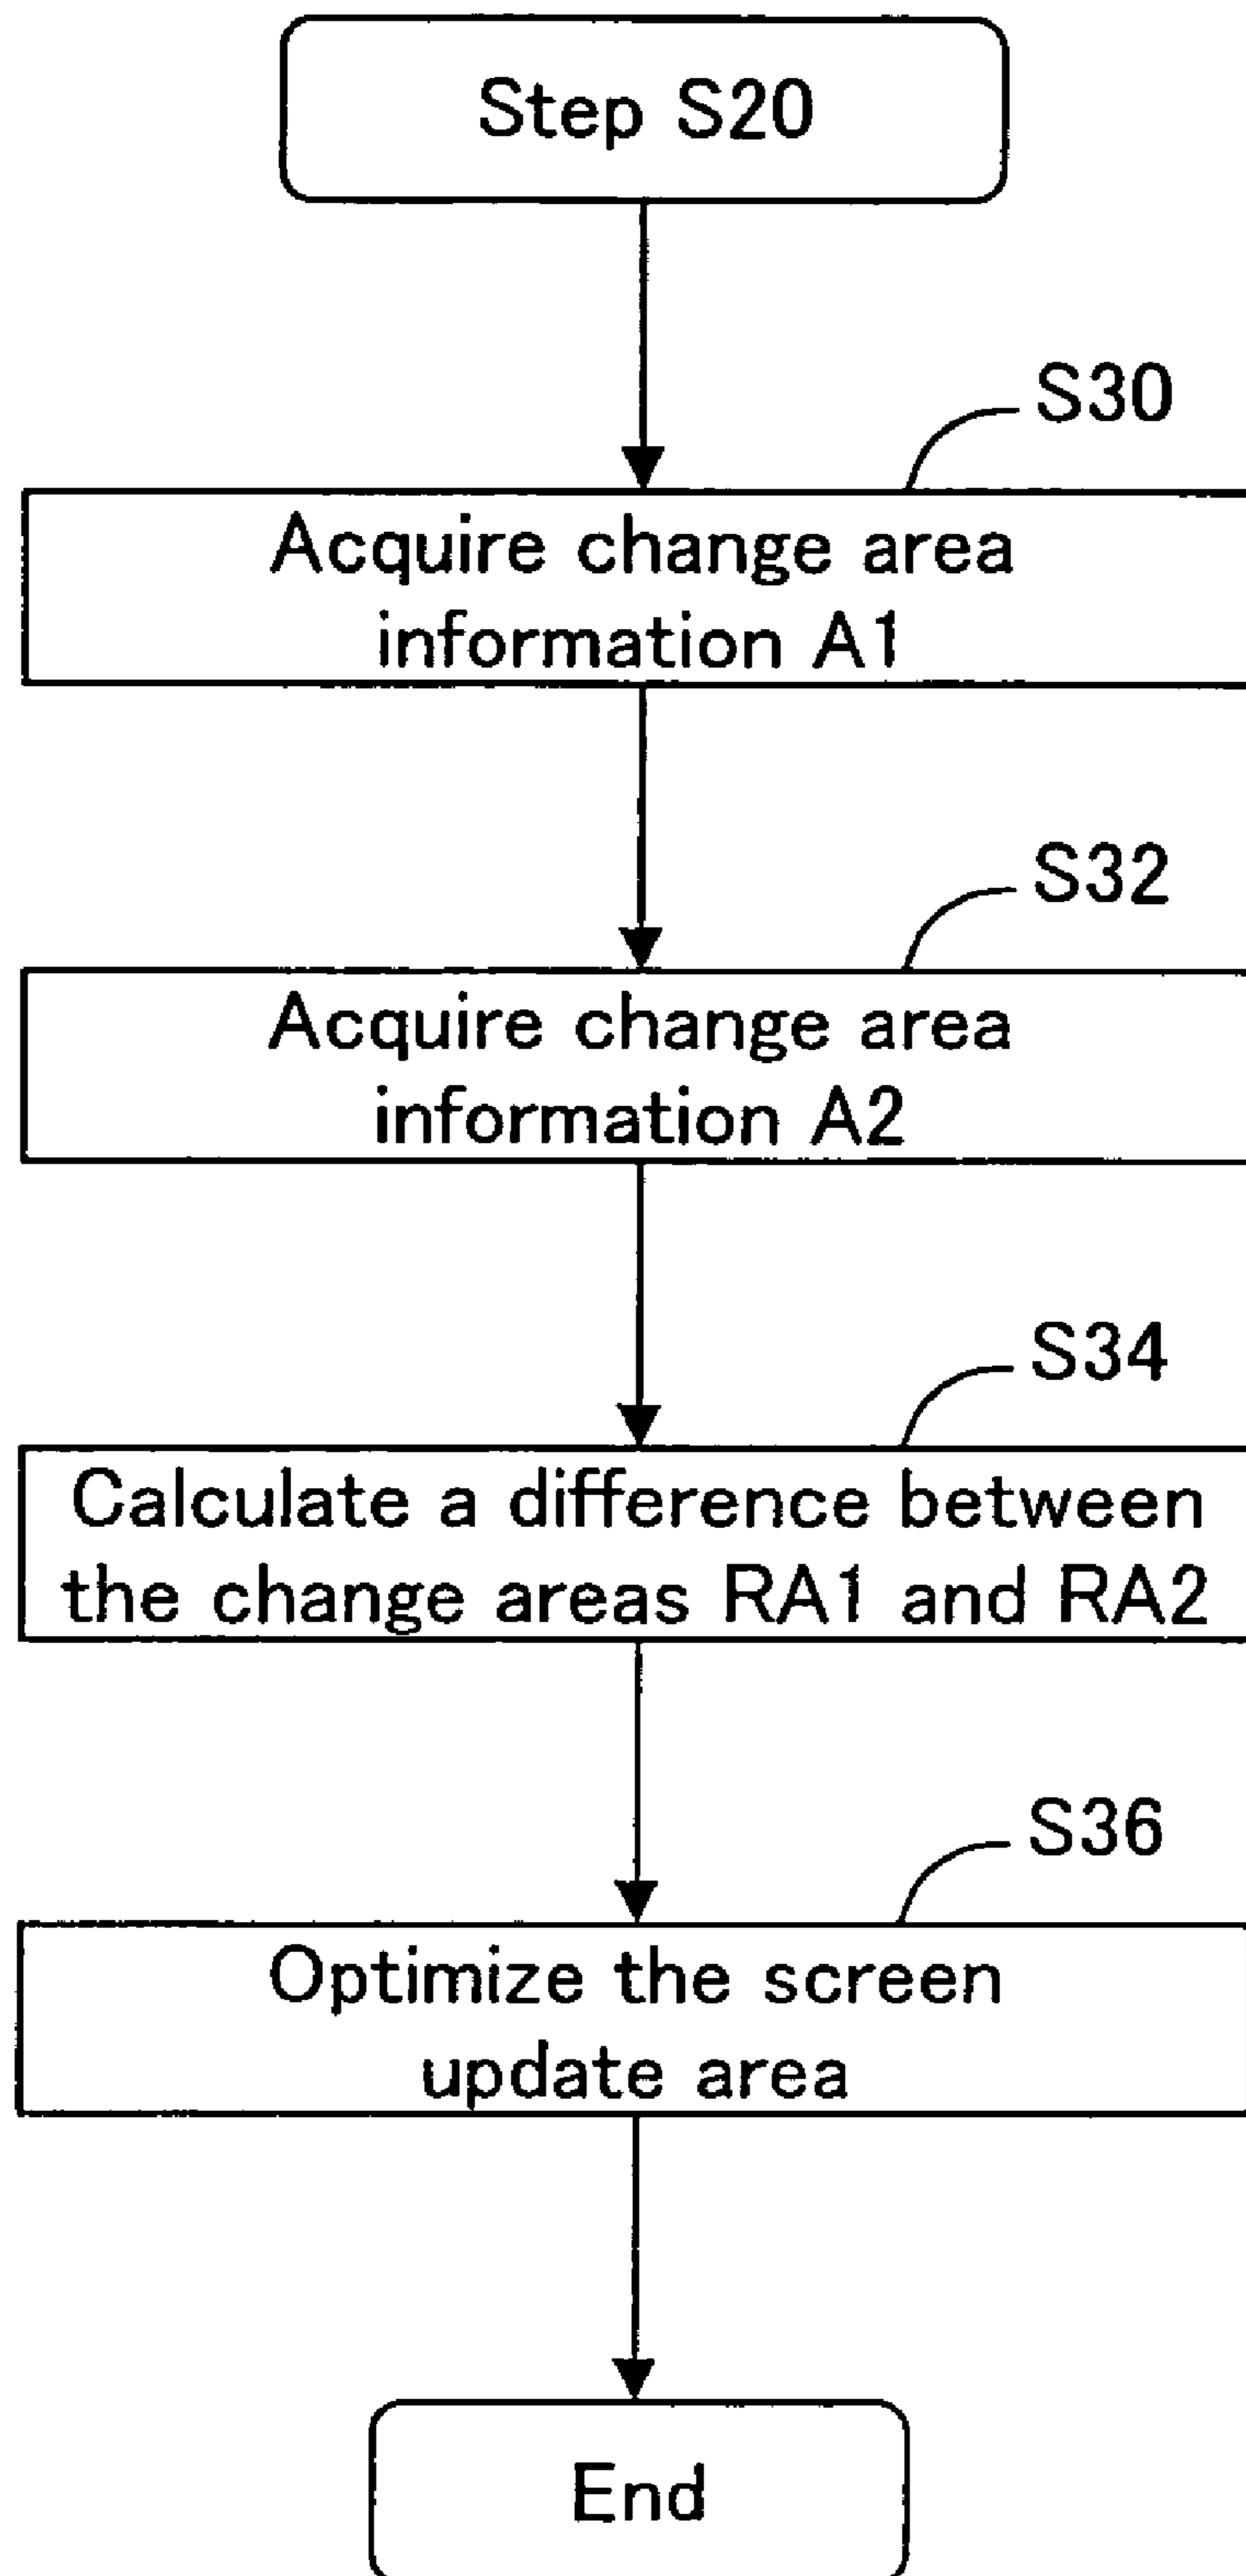 Step S20
S30
Acquire change area
information A1
S32
Acquire change area
information A2
S34
Calculate a difference between
the change areas RA1 and RA2
S36
Optimize the screen
update area
End